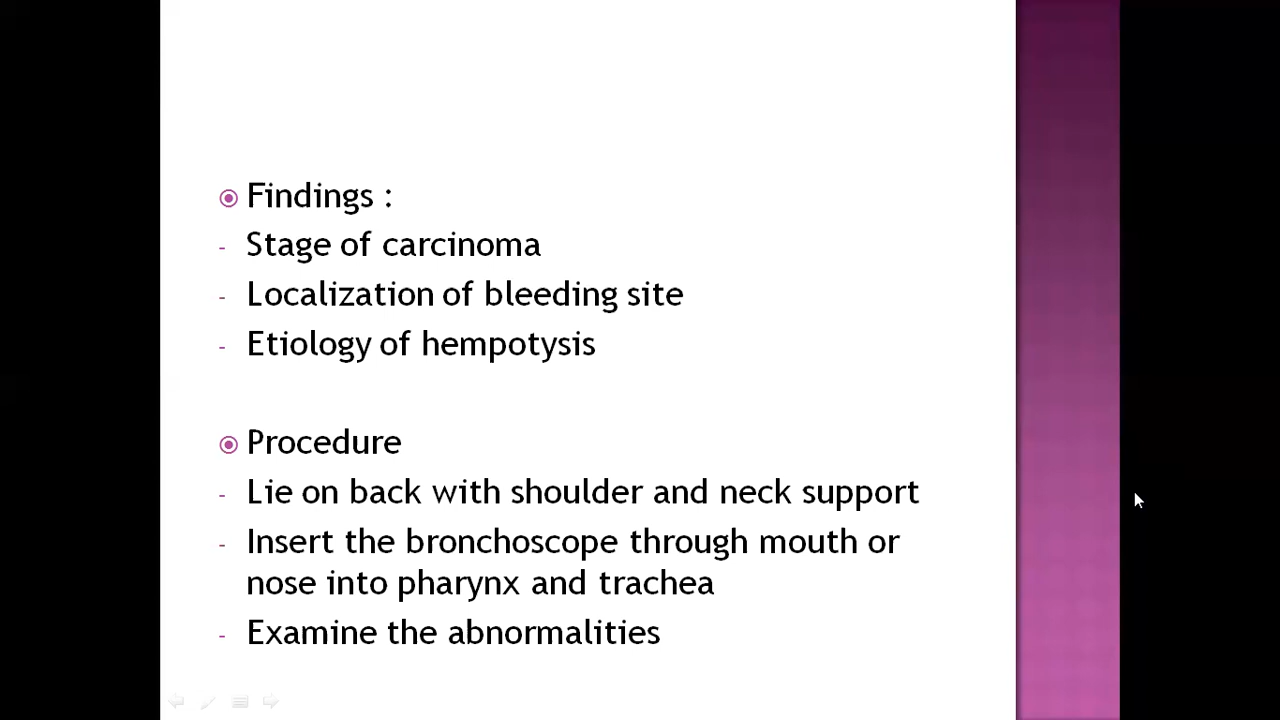 Findings :
- Stage of carcinoma
- Localization of bleeding site
- Etiology of hempotysis
Procedure
- Lie on back with shoulder and neck support
- Insert the bronchoscope through mouth or
nose into pharynx and trachea
- Examine the abnormalities